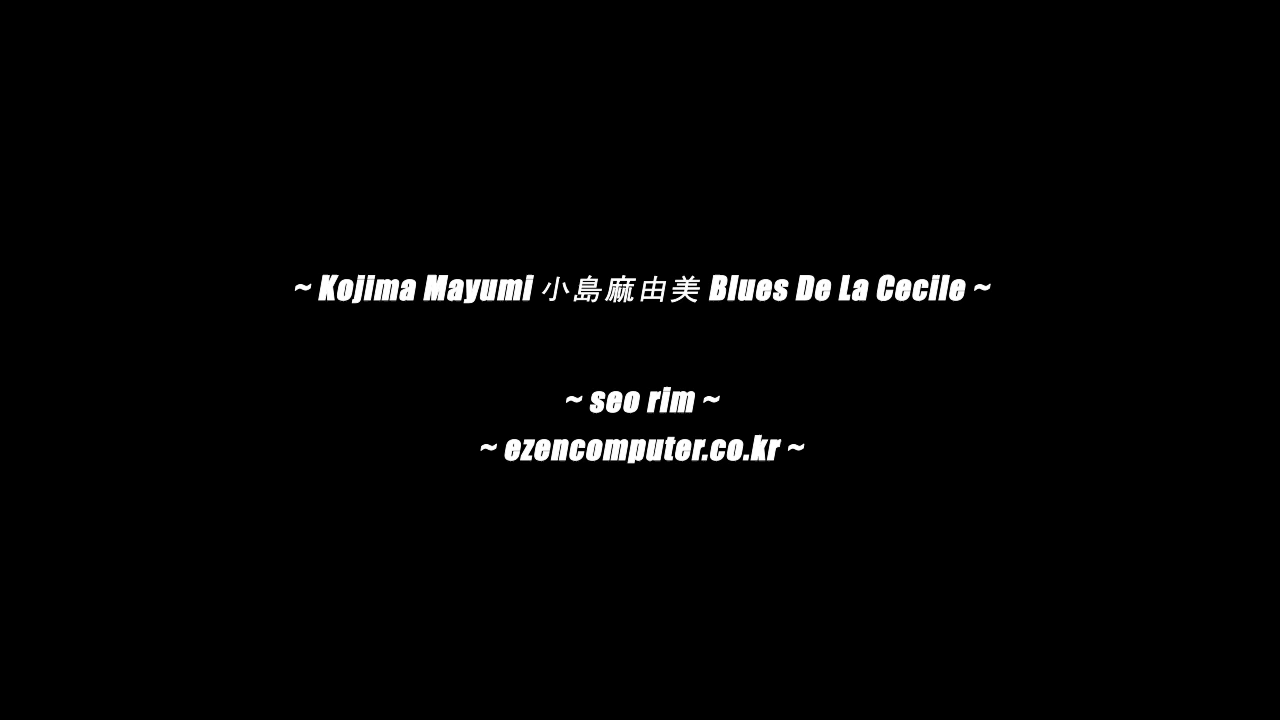 ~ Kojima Mayumi 小島麻由美 Blues De La Cecile ~
~ seo rim ~
~ ezencomputer.co.kr ~